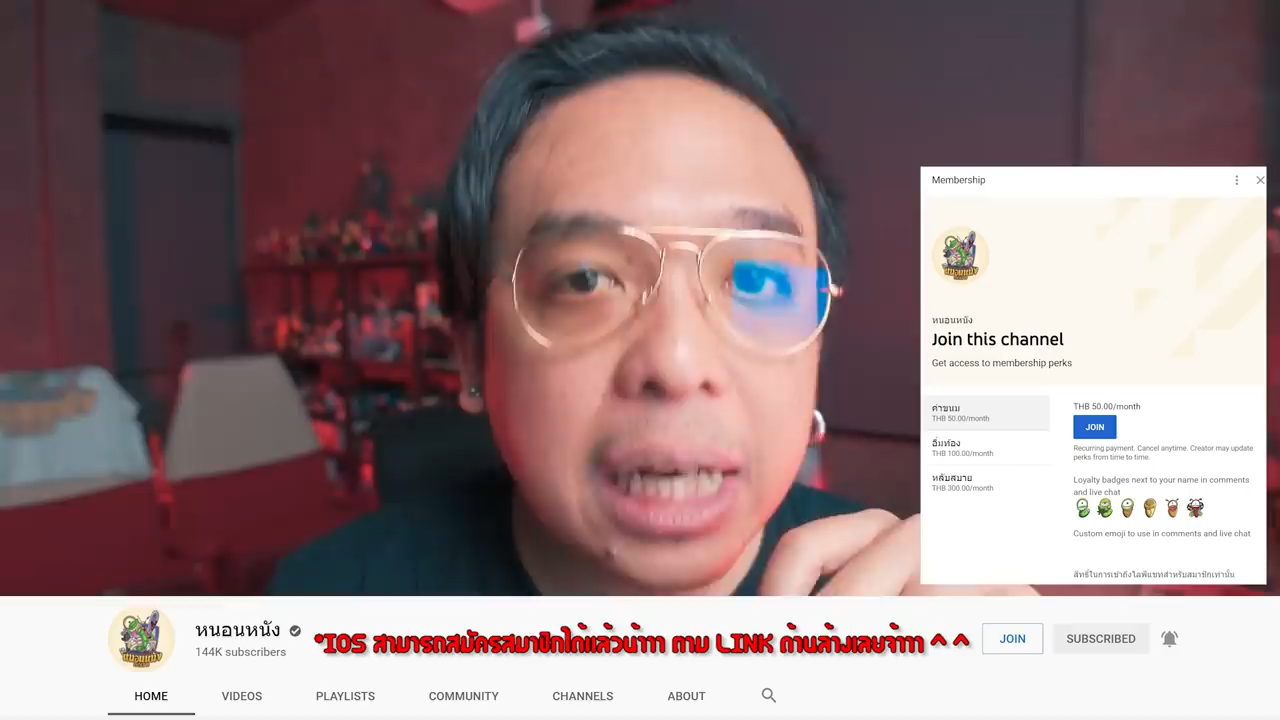 Membership
หนอนหนัง
Join this channel
Get access to membership perks
ค่าขนม
THB 50.00/month
อิ่มท้อง
THB 100.00/month
หลับสบาย
THB 300.00/month
THB 50.00/month
JOIN
Recurring payment. Cancel anytime. Creator may update
perks from time to time.
Loyalty badges next to your name in comments
and live chat
Custom emoji to use in comments and live chat
สิทธิ์ในการเข้าถึงไลฟ์แชทสำหรับสมาชิกเท่านั้น
หนอนหนัง
144K subscribers
*IOS สามารถสมัครสมาชิกได้แล้วน้าาา ตาม LINK ด้านล้างเลยจ้าาา ^ ^
JOIN
SUBSCRIBED
HOME VIDEOS PLAYLISTS COMMUNITY CHANNELS ABOUT